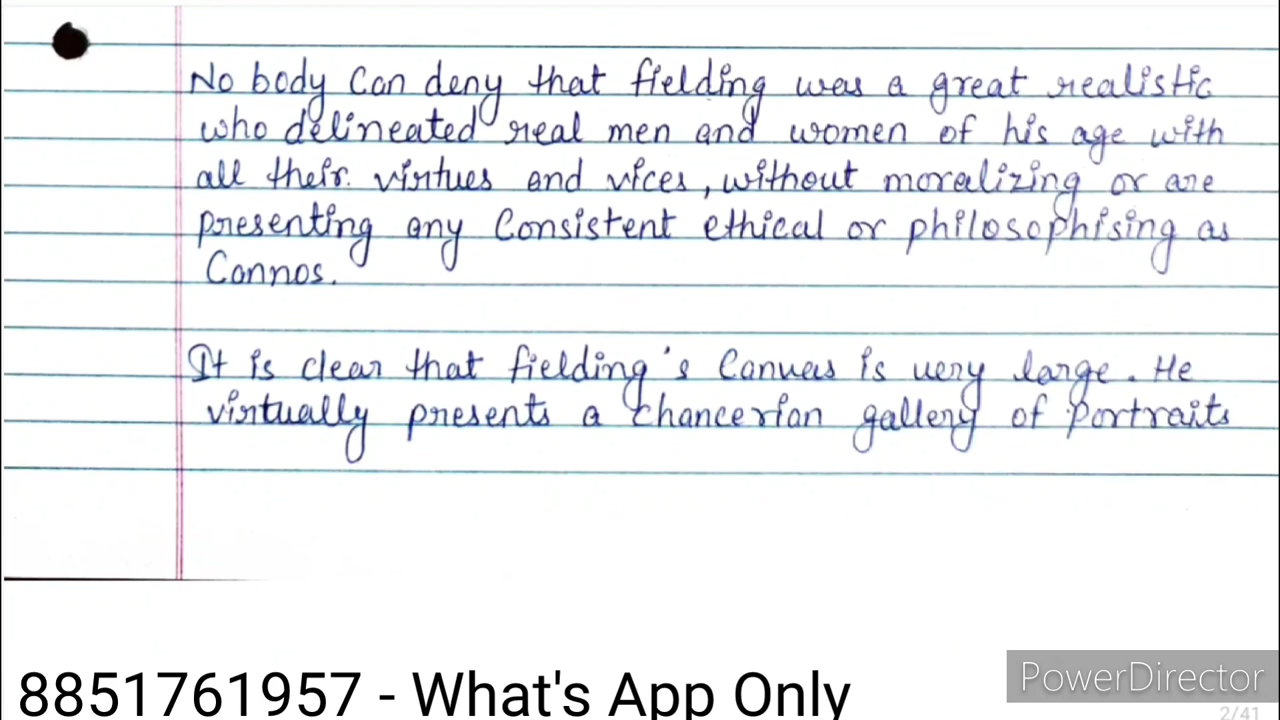 No body Can deny that fielding was a great realistic
who delineated real men and women of his age with
all their. virtues and vices, without moralizing or are
presenting any Consistent ethical or philosophising as
Connos.
It is clear that fielding's Canvas is very large. He
virtually presents a Chancerian gallery of Portraits
8851761957 - What's App Only
PowerDirector
2/41